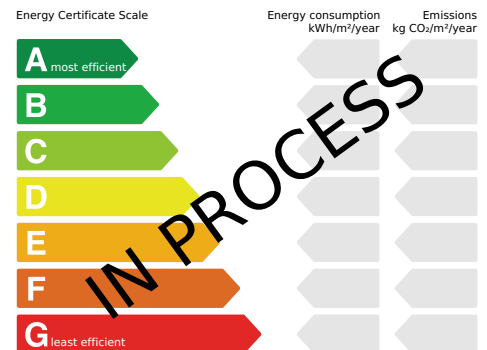 Energy Certificate Scale
Energy consumption
kWh/m²/year
Emissions
kg CO₂/m²/year
A most efficient
B
C
D
E
F
G least efficient
IN PROCESS